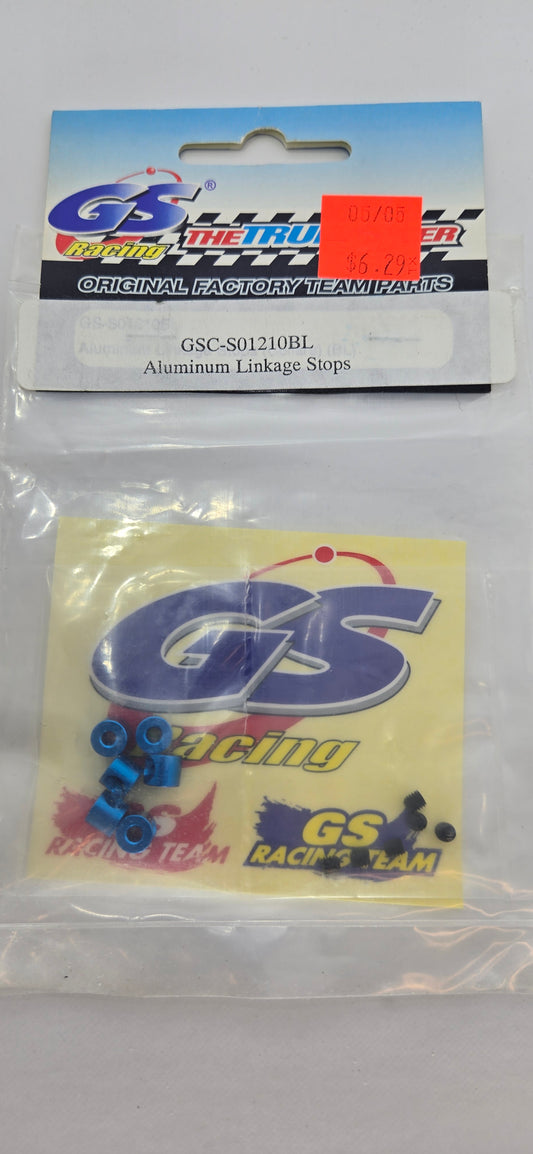 GS®
Racing
THE TRU
ER
05/05
$6.29
ORIGINAL FACTORY TEAM PARTS
GSC-S01210BL
Aluminum Linkage Stops
GS
Racing
GS
RACING TEAM
RACING TEAM